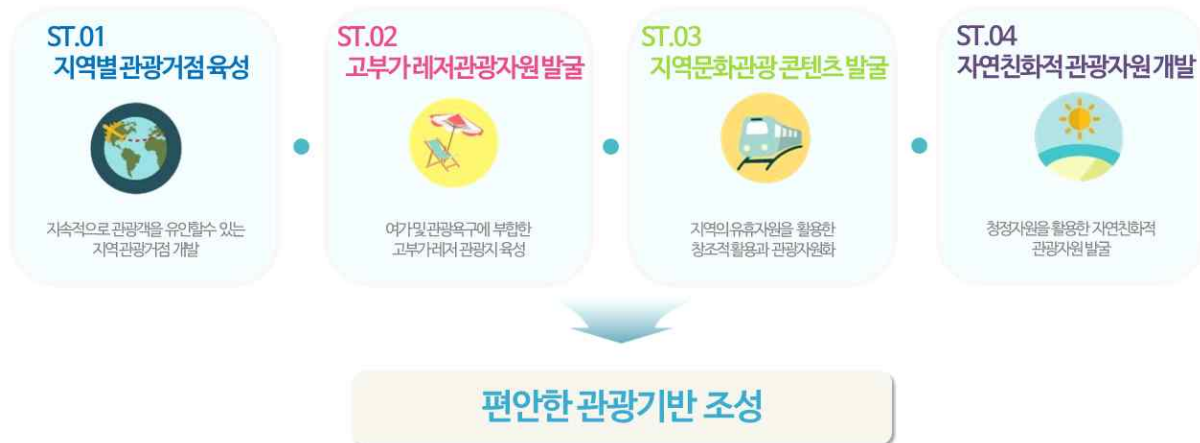 ST.01
지역별 관광거점 육성
지속적으로 관광객을 유인할수 있는
지역 관광거점 개발
ST.02
고부가 레저관광자원 발굴
여가 및 관광욕구에 부합한
고부가 레저 관광지 육성
ST.03
지역문화관광 콘텐츠 발굴
지역의 유휴자원을 활용한
창조적 활용과 관광자원화
ST.04
자연친화적 관광자원 개발
청정자원을 활용한 자연친화적
관광자원 발굴
편안한 관광기반 조성